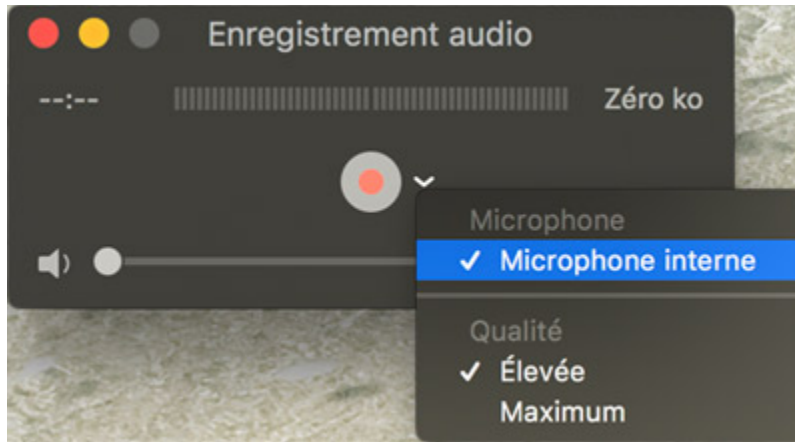 Enregistrement audio
--:-- Zéro ko
Microphone
✓ Microphone interne
Qualité
✓ Élevée
Maximum